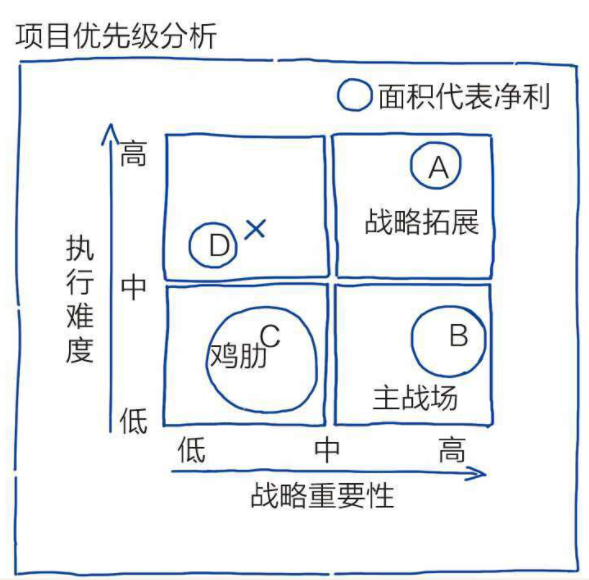 项目优先级分析
面积代表净利
高
A
战略拓展
D
×
执行难度
中
C
鸡肋
B
主战场
低
低 中 高
战略重要性